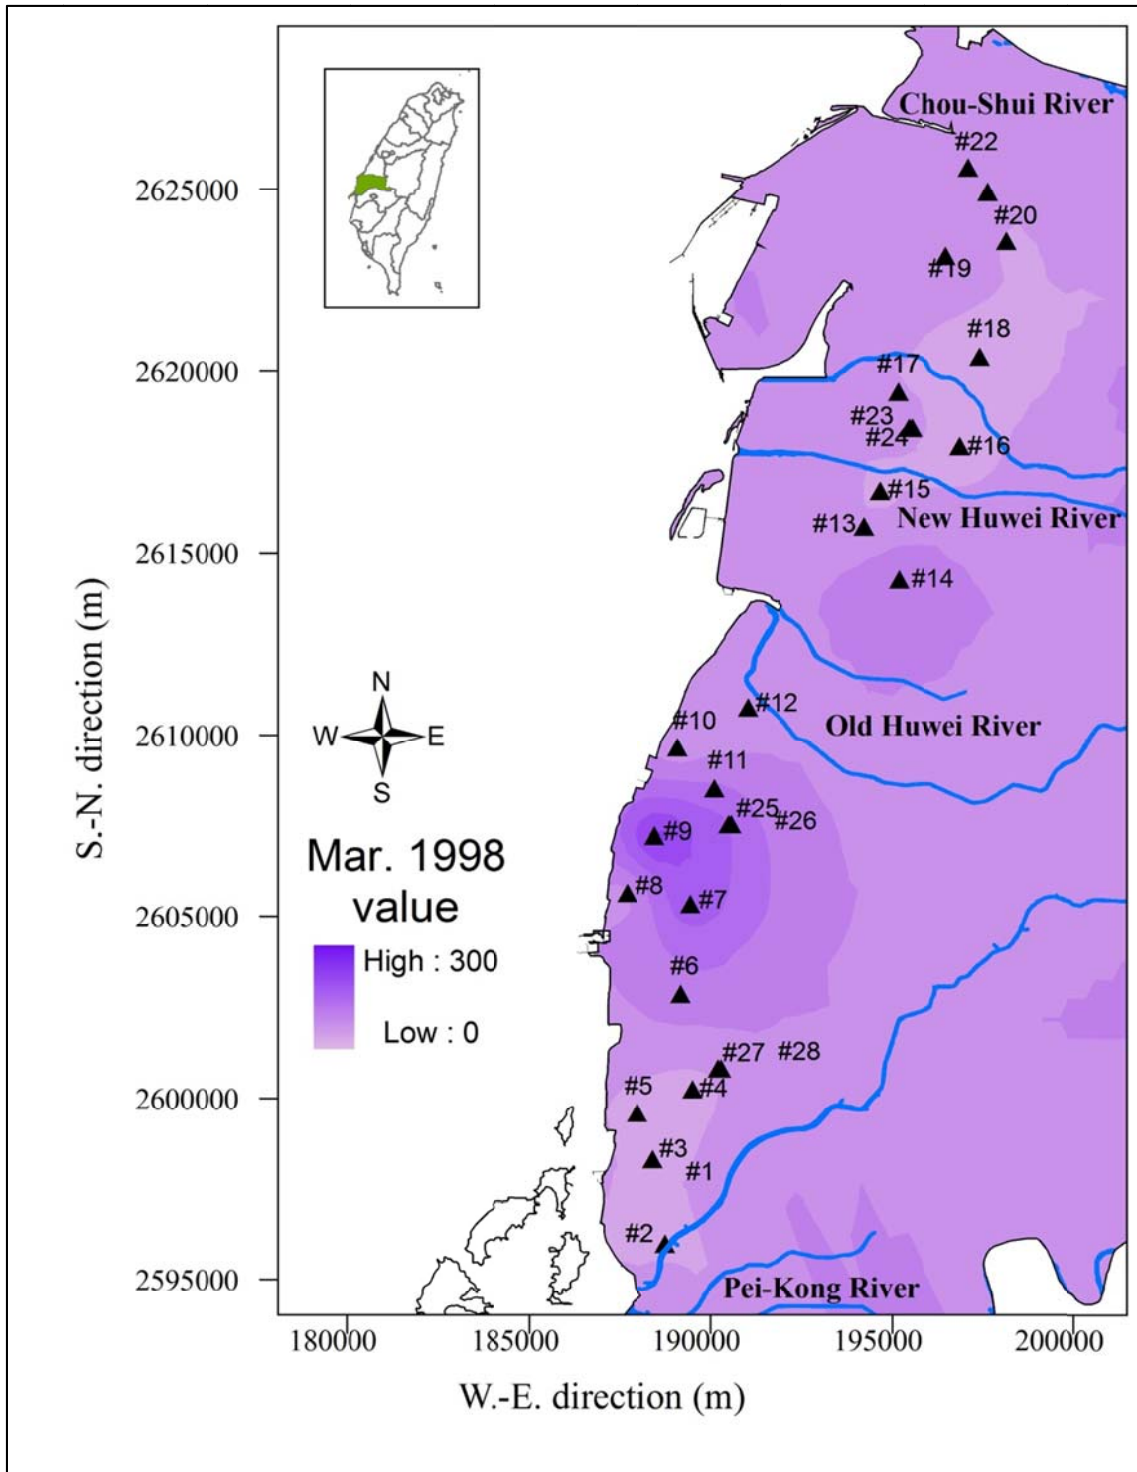 Chou-Shui River
#22
2625000
#20
#19
#18
2620000
#17
#23
#24
#16
#15
New Huwei River
#13
2615000
#14
S.-N. direction (m)
N
W
E
S
#12
#10
Old Huwei River
2610000
#11
#25
#26
#9
Mar. 1998
value
#8
#7
2605000
High : 300
#6
Low : 0
#27
#28
2600000
#5
#4
#3
#1
#2
2595000
Pei-Kong River
180000
185000
190000
195000
200000
W.-E. direction (m)